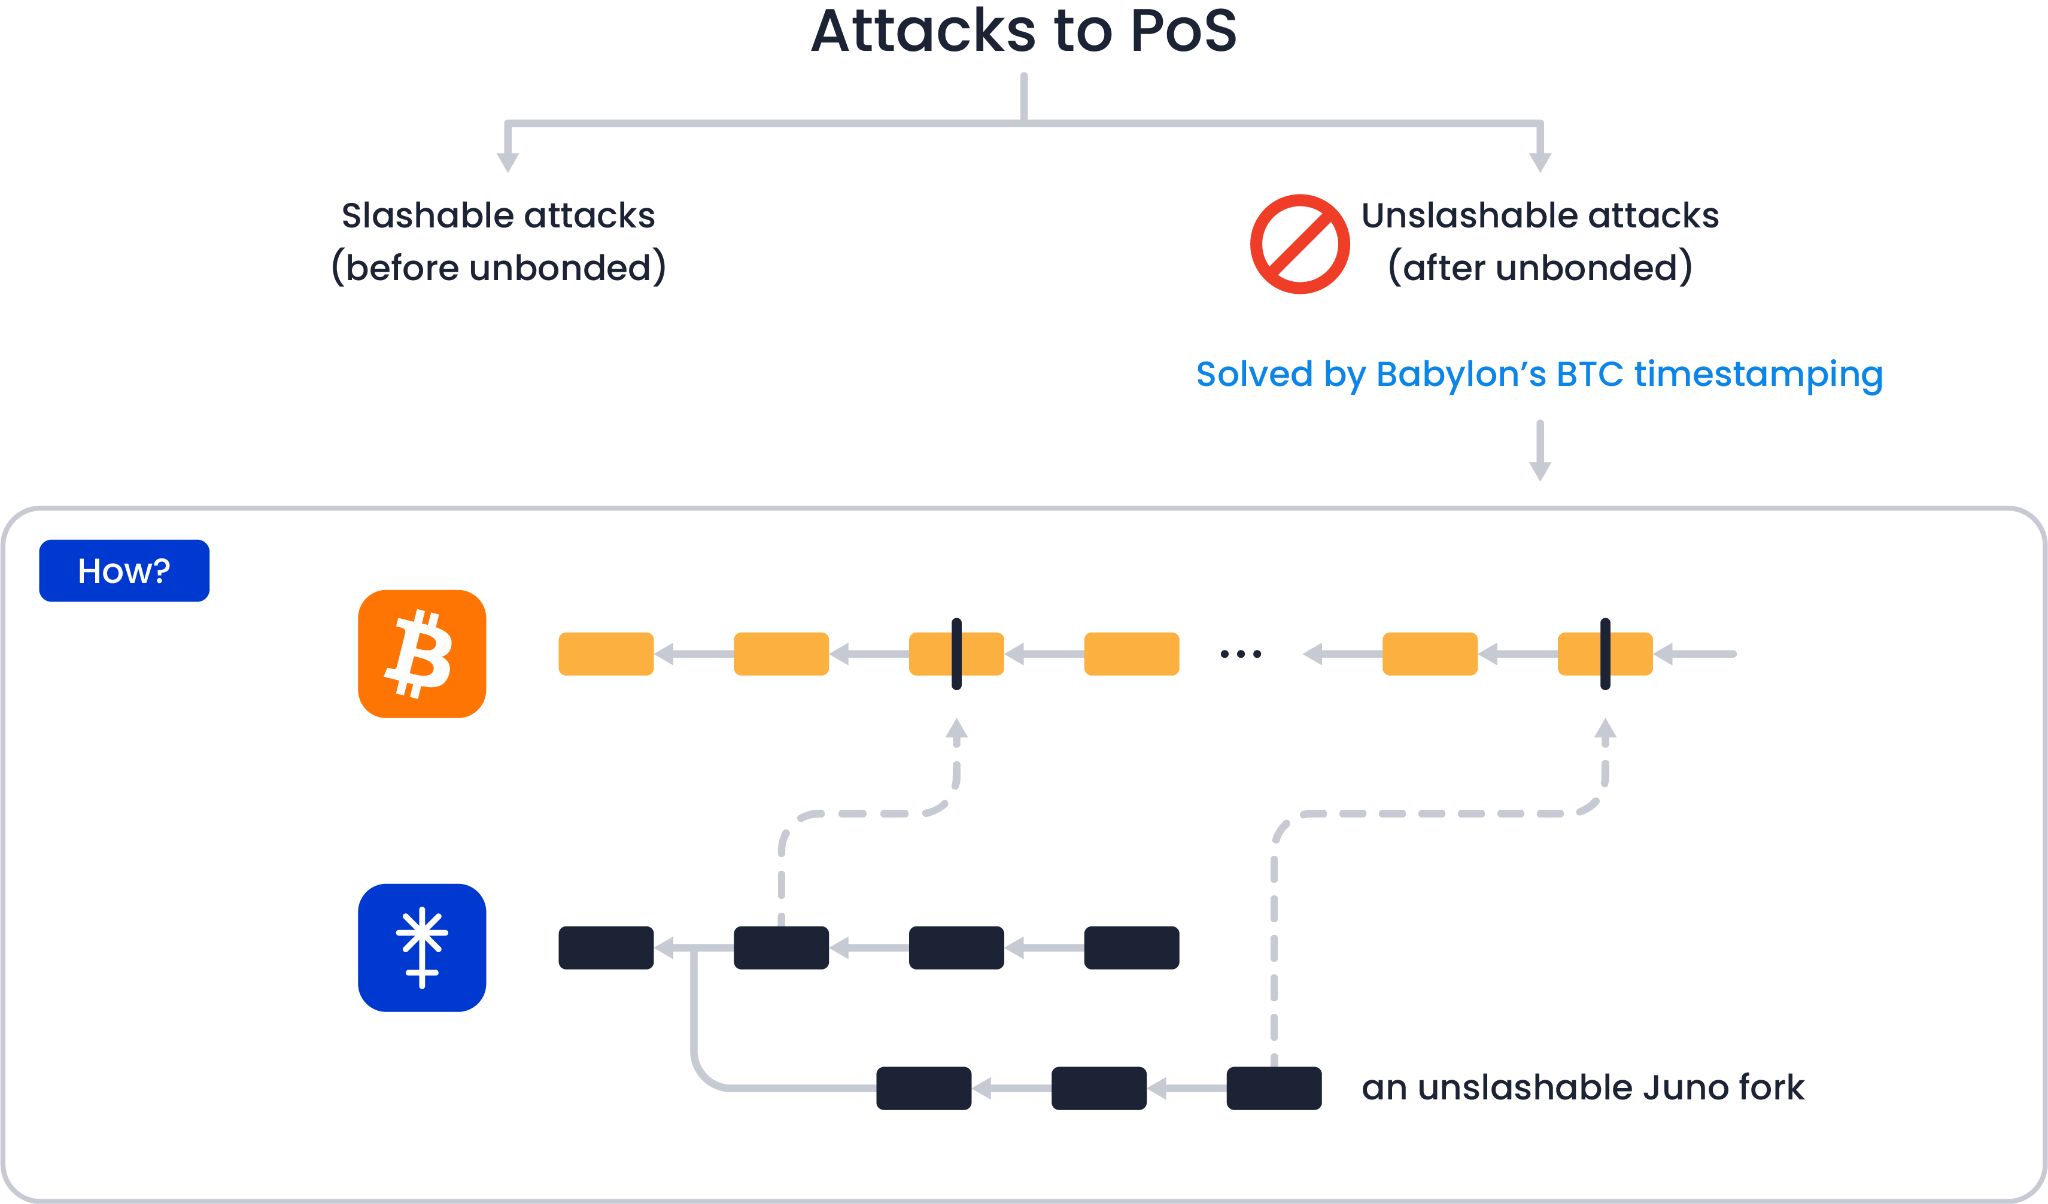 Attacks to PoS
Slashable attacks
(before unbonded)
Unslashable attacks
(after unbonded)
Solved by Babylon’s BTC timestamping
How?
an unslashable Juno fork